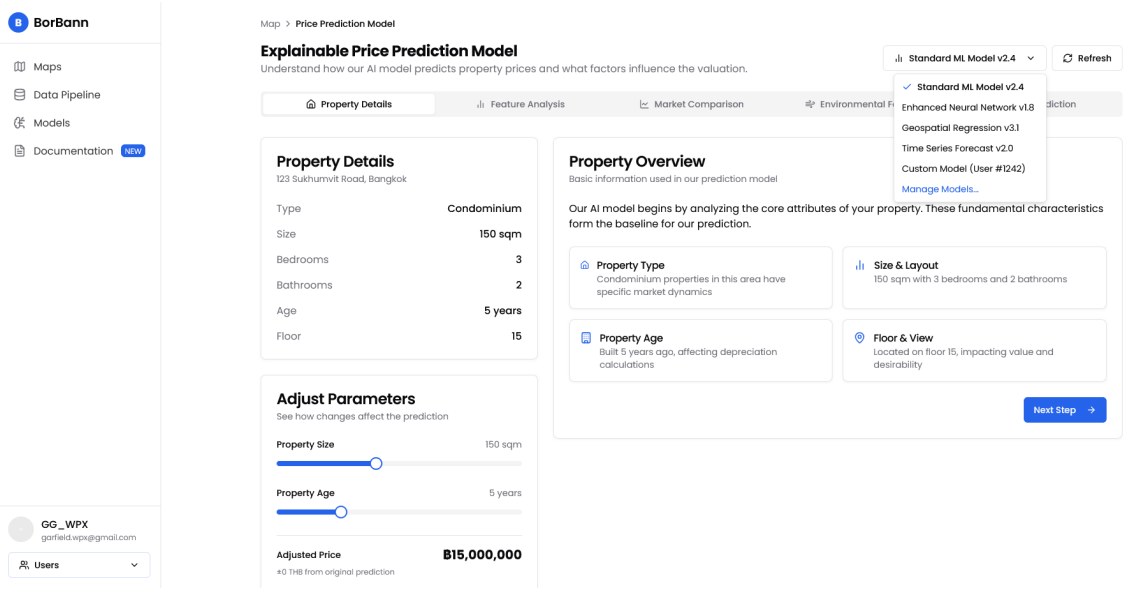 B BorBann
Maps
Data Pipeline
Models
Documentation NEW
GG_WPX
garfield.wpx@gmail.com
Users
Map > Price Prediction Model
Explainable Price Prediction Model
Understand how our AI model predicts property prices and what factors influence the valuation.
Standard ML Model v2.4
Refresh
Standard ML Model v2.4
Enhanced Neural Network v1.8
Geospatial Regression v3.1
Time Series Forecast v2.0
Custom Model (User #1242)
Manage Models...
Property Details
Feature Analysis
Market Comparison
Environmental
Property Details
123 Sukhumvit Road, Bangkok
Type Condominium
Size 150 sqm
Bedrooms 3
Bathrooms 2
Age 5 years
Floor 15
Adjust Parameters
See how changes affect the prediction
Property Size 150 sqm
Property Age 5 years
Adjusted Price ฿15,000,000
±0 THB from original prediction
Property Overview
Basic information used in our prediction model
Our AI model begins by analyzing the core attributes of your property. These fundamental characteristics
form the baseline for our prediction.
Property Type
Condominium properties in this area have
specific market dynamics
Size & Layout
150 sqm with 3 bedrooms and 2 bathrooms
Property Age
Built 5 years ago, affecting depreciation
calculations
Floor & View
Located on floor 15, impacting value and
desirability
Next Step